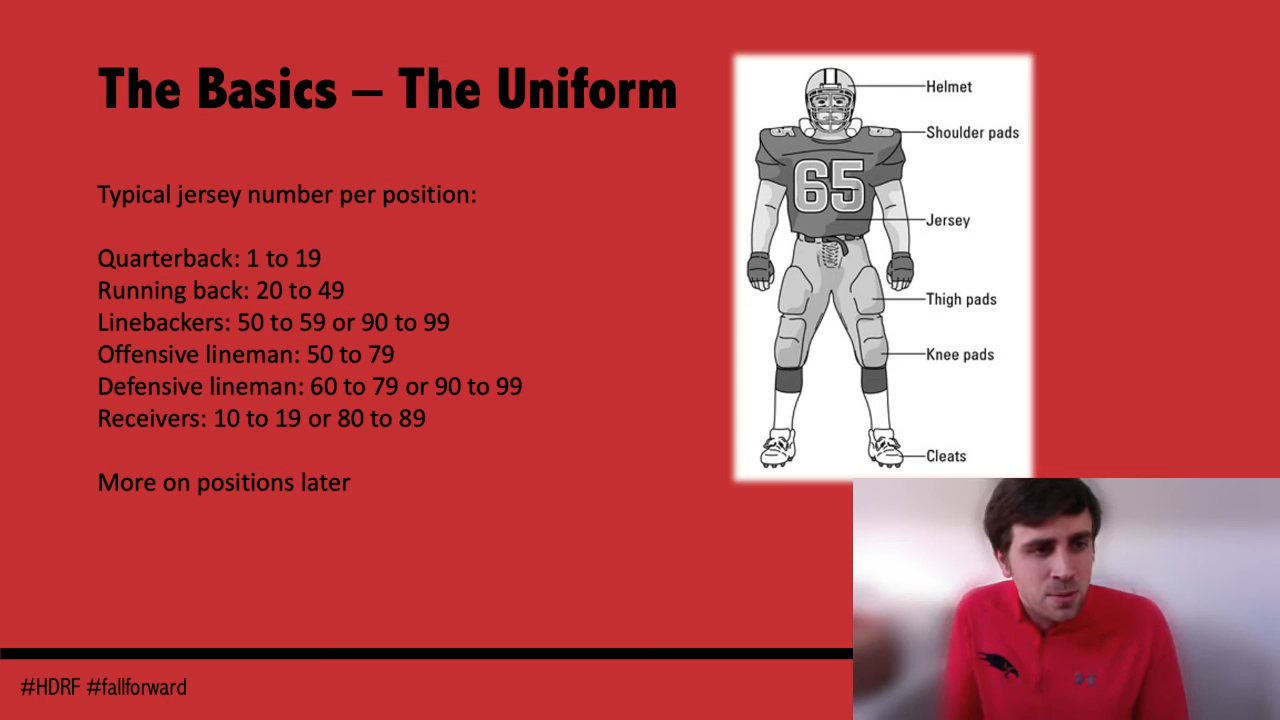 The Basics – The Uniform
Typical jersey number per position:
Quarterback: 1 to 19
Running back: 20 to 49
Linebackers: 50 to 59 or 90 to 99
Offensive lineman: 50 to 79
Defensive lineman: 60 to 79 or 90 to 99
Receivers: 10 to 19 or 80 to 89
More on positions later
Helmet
Shoulder pads
65
Jersey
Thigh pads
Knee pads
Cleats
#HDRF #fallforward